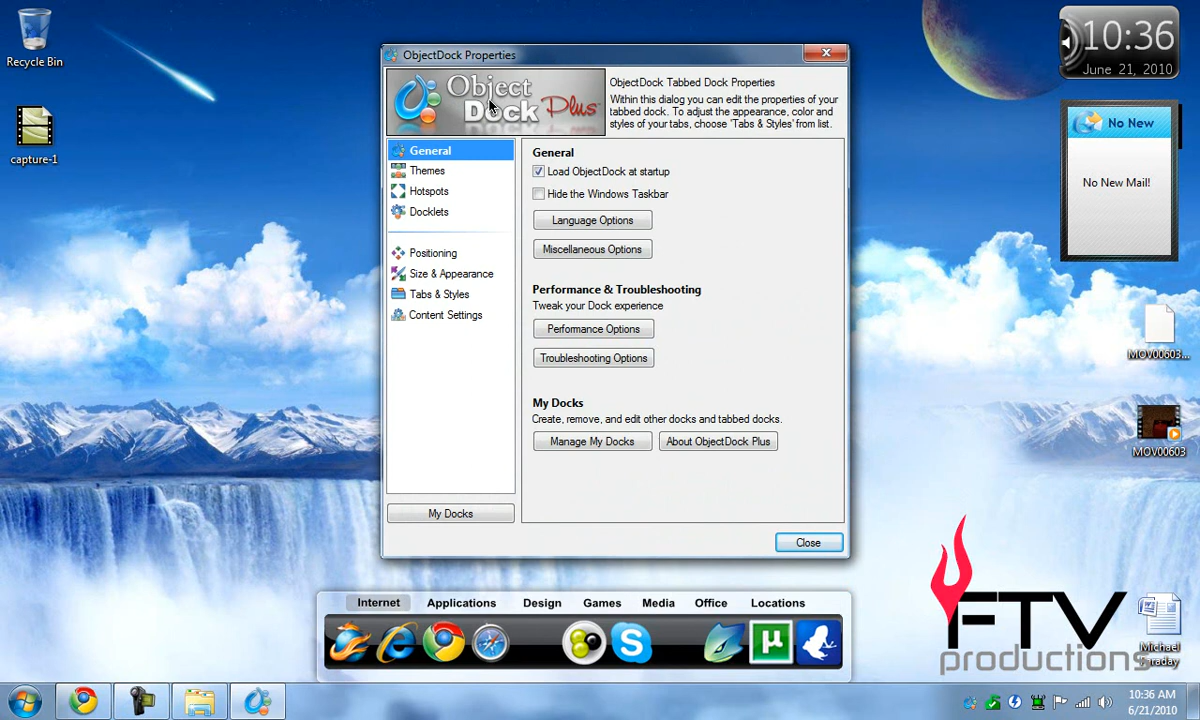 Recycle Bin
capture-1
ObjectDock Properties
Object
Dock Plus
ObjectDock Tabbed Dock Properties
Within this dialog you can edit the properties of your
tabbed dock. To adjust the appearance, color and
styles of your tabs, choose 'Tabs & Styles' from list.
General
Themes
Hotspots
Docklets
Positioning
Size & Appearance
Tabs & Styles
Content Settings
My Docks
General
Load ObjectDock at startup
Hide the Windows Taskbar
Language Options
Miscellaneous Options
Performance & Troubleshooting
Tweak your Dock experience
Performance Options
Troubleshooting Options
My Docks
Create, remove, and edit other docks and tabbed docks.
Manage My Docks About ObjectDock Plus
Close
10:36
June 21, 2010
No New
No New Mail!
MOV00603...
MOV00603
FTV
productions
Michael
Faraday
Internet Applications Design Games Media Office Locations
10:36 AM
6/21/2010